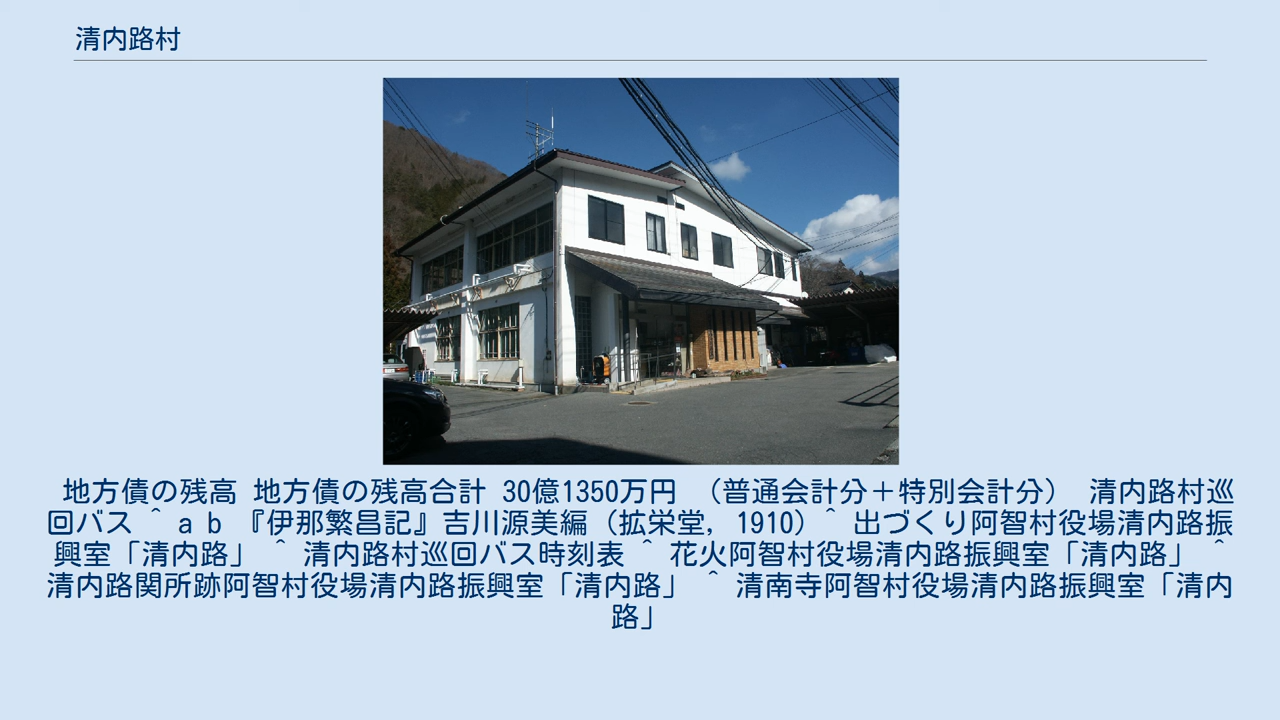 清内路村
地方債の残高 地方債の残高合計 30億1350万円 （普通会計分＋特別会計分） 清内路村巡
回バス ^ a b 『伊那繁昌記』吉川源美編（拡栄堂, 1910）^ 出づくり阿智村役場清内路振
興室「清内路」 ^ 清内路村巡回バス時刻表 ^ 花火阿智村役場清内路振興室「清内路」 ^
清内路関所跡阿智村役場清内路振興室「清内路」 ^ 清南寺阿智村役場清内路振興室「清内
路」